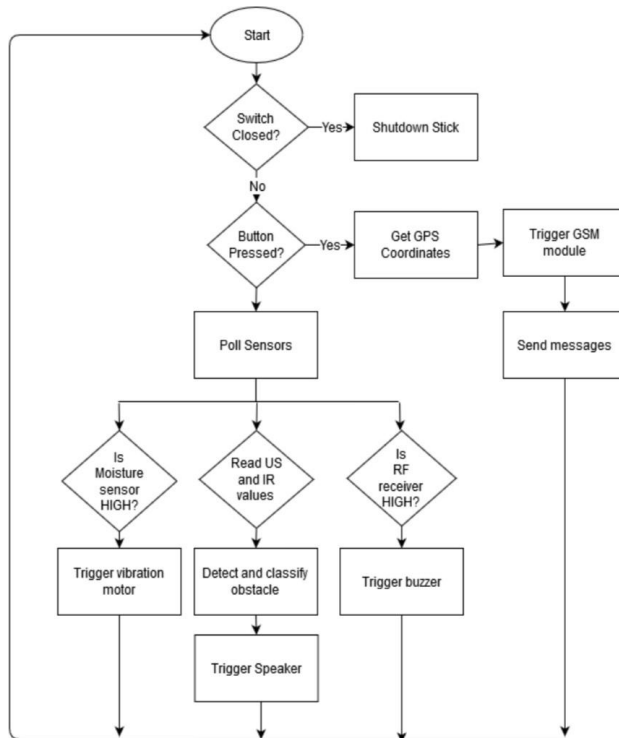 Start
Switch
Closed?
Yes
Shutdown Stick
No
Button
Pressed?
Yes
Get GPS
Coordinates
Trigger GSM
module
Poll Sensors
Send messages
Is
Moisture
sensor
HIGH?
Read US
and IR
values
Is
RF
receiver
HIGH?
Trigger vibration
motor
Detect and classify
obstacle
Trigger buzzer
Trigger Speaker